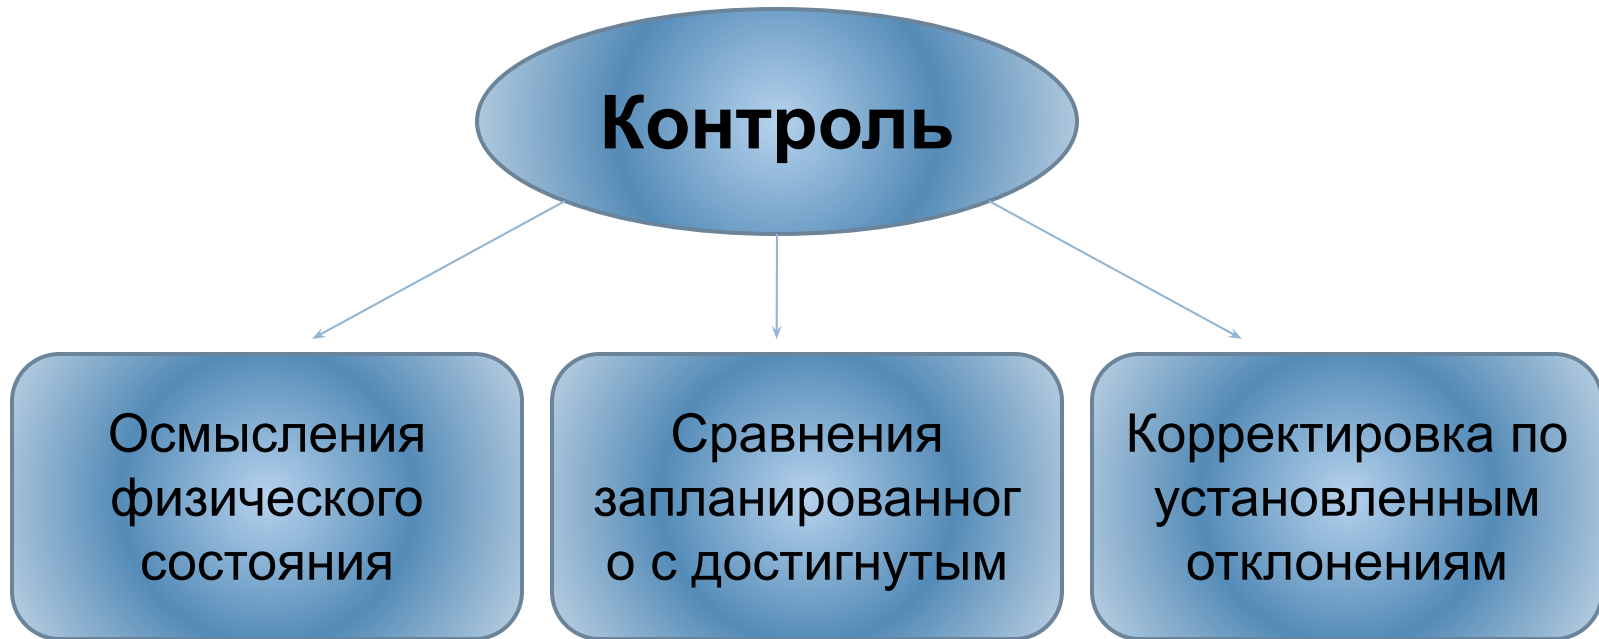 Контроль
Осмысления
физического
состояния
Сравнения
запланированног
о с достигнутым
Корректировка по
установленным
отклонениям